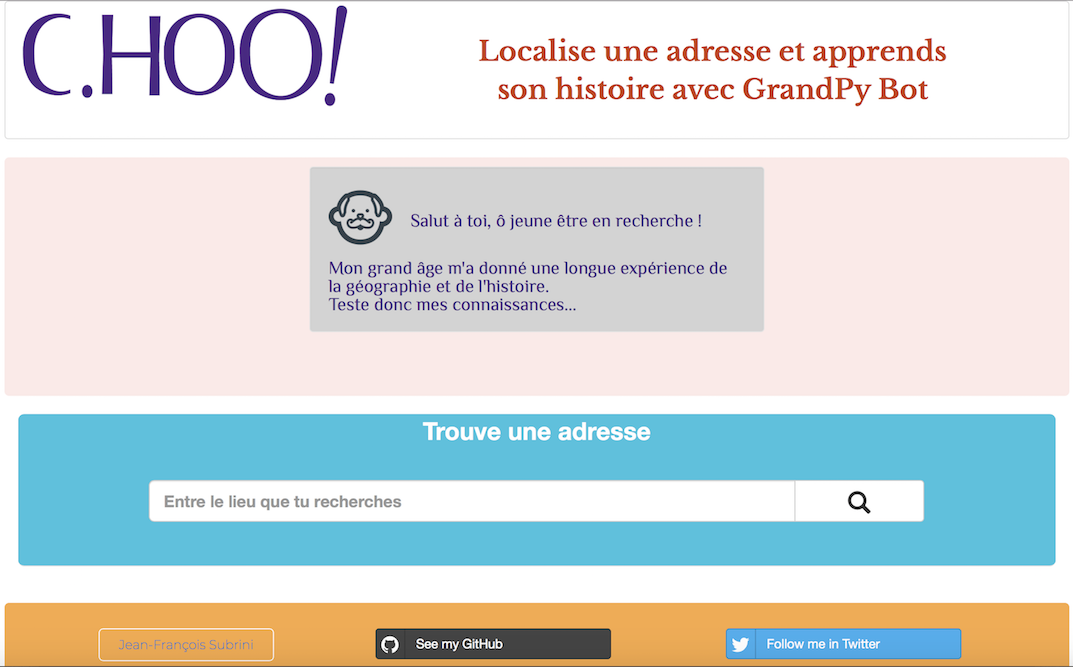 C.HOO!
Localise une adresse et apprends
son histoire avec GrandPy Bot
Salut à toi, ô jeune être en recherche !
Mon grand âge m'a donné une longue expérience de
la géographie et de l'histoire.
Teste donc mes connaissances...
Trouve une adresse
Entre le lieu que tu recherches
Jean-François Subrini
See my GitHub
Follow me in Twitter